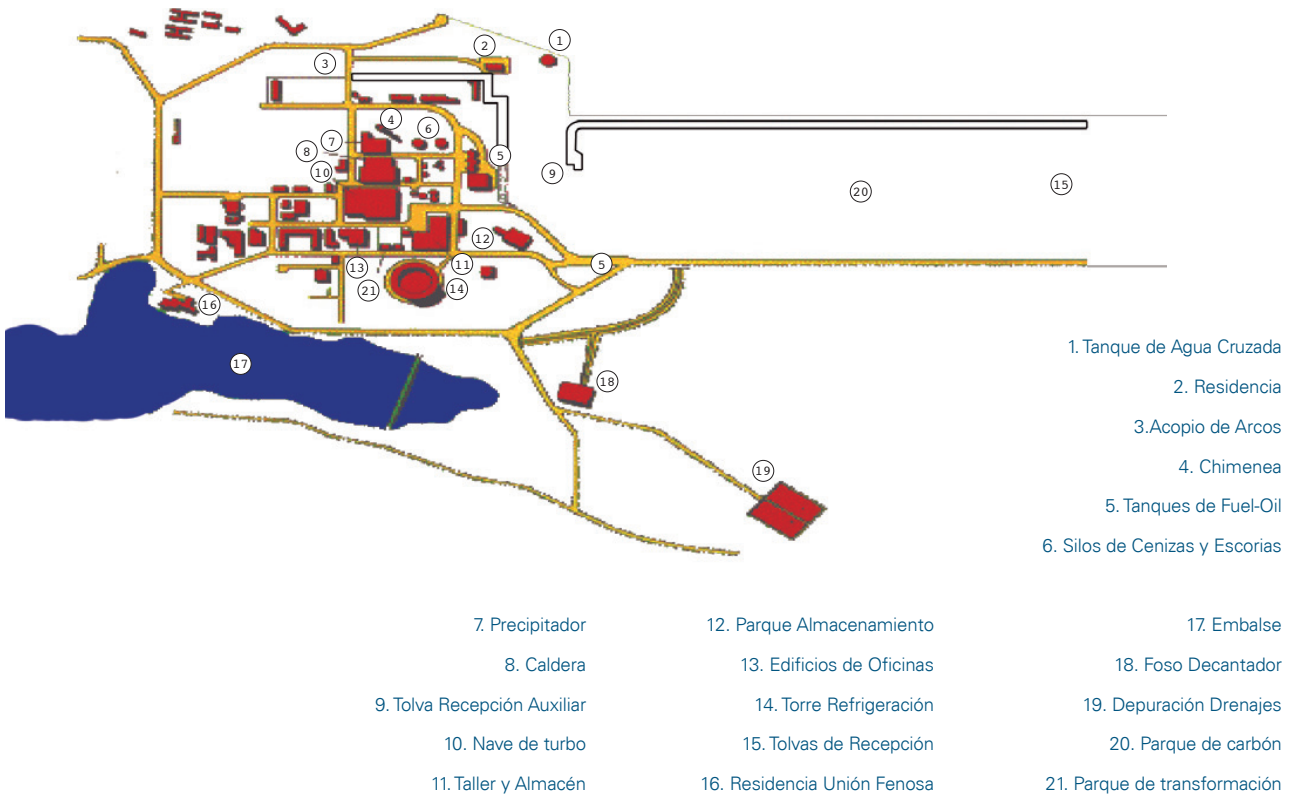 1
2
3
4
6
7
5
8
10
9
20
15
12
5
11
13
21
14
16
17
18
19
1. Tanque de Agua Cruzada
2. Residencia
3.Acopio de Arcos
4. Chimenea
5. Tanques de Fuel-Oil
6. Silos de Cenizas y Escorias
7. Precipitador
8. Caldera
9. Tolva Recepción Auxiliar
10. Nave de turbo
11. Taller y Almacén
12. Parque Almacenamiento
13. Edificios de Oficinas
14. Torre Refrigeración
15. Tolvas de Recepción
16. Residencia Unión Fenosa
17. Embalse
18. Foso Decantador
19. Depuración Drenajes
20. Parque de carbón
21. Parque de transformación